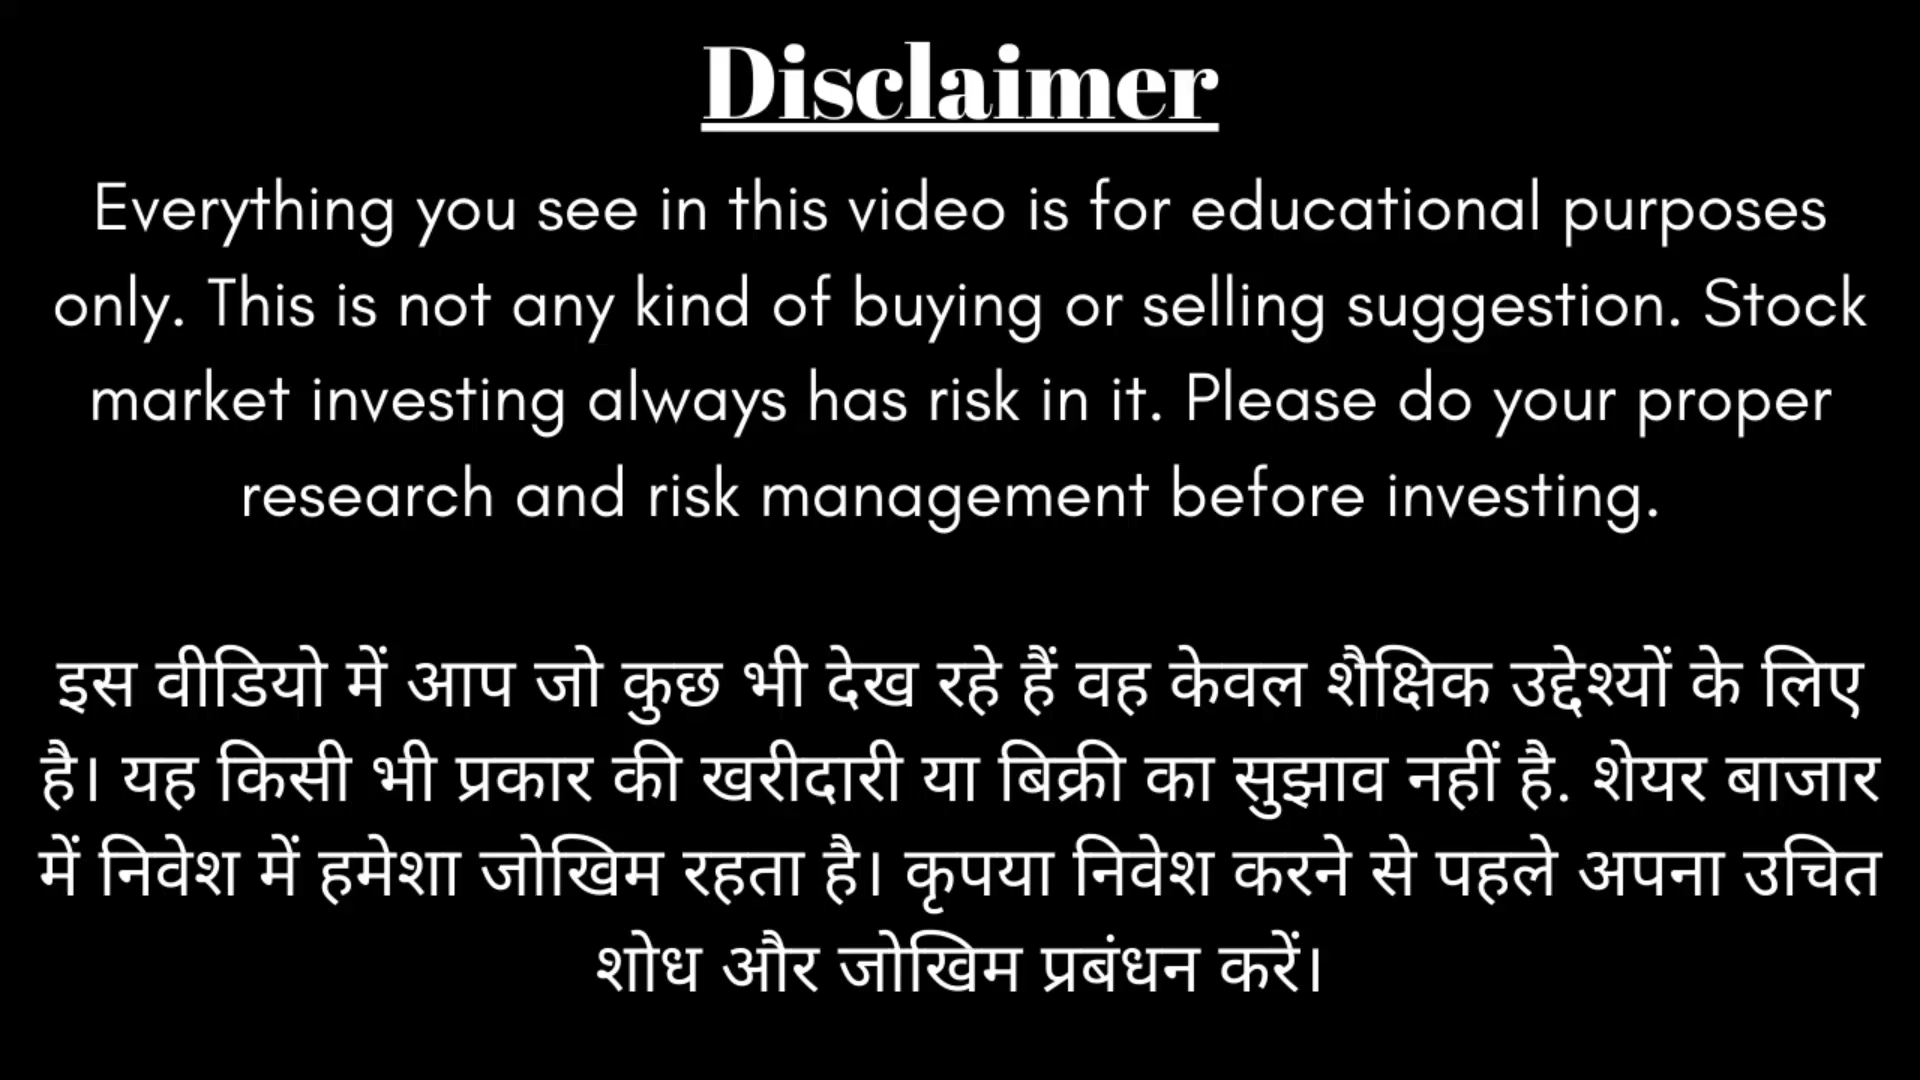 Disclaimer
Everything you see in this video is for educational purposes
only. This is not any kind of buying or selling suggestion. Stock
market investing always has risk in it. Please do your proper
research and risk management before investing.
इस वीडियो में आप जो कुछ भी देख रहे हैं वह केवल शैक्षिक उद्देश्यों के लिए
है। यह किसी भी प्रकार की खरीदारी या बिक्री का सुझाव नहीं है. शेयर बाजार
में निवेश में हमेशा जोखिम रहता है। कृपया निवेश करने से पहले अपना उचित
शोध और जोखिम प्रबंधन करें।